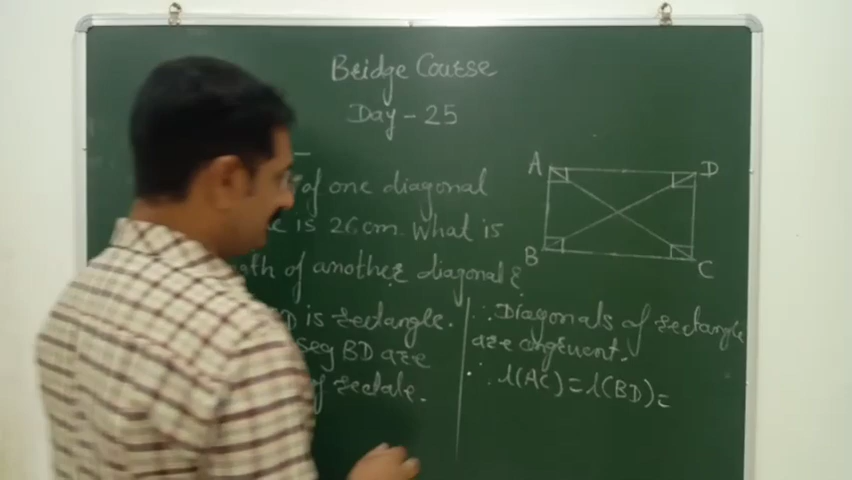 Bridge Course
Day - 25
of one diagonal
is 26cm. What is
of another diagonal ?
is rectangle.
seg BD are
of rectale.
A
D
B
C
∴ Diagonals of rectangle
are congruent.
∴ l(AC) = l(BD) =